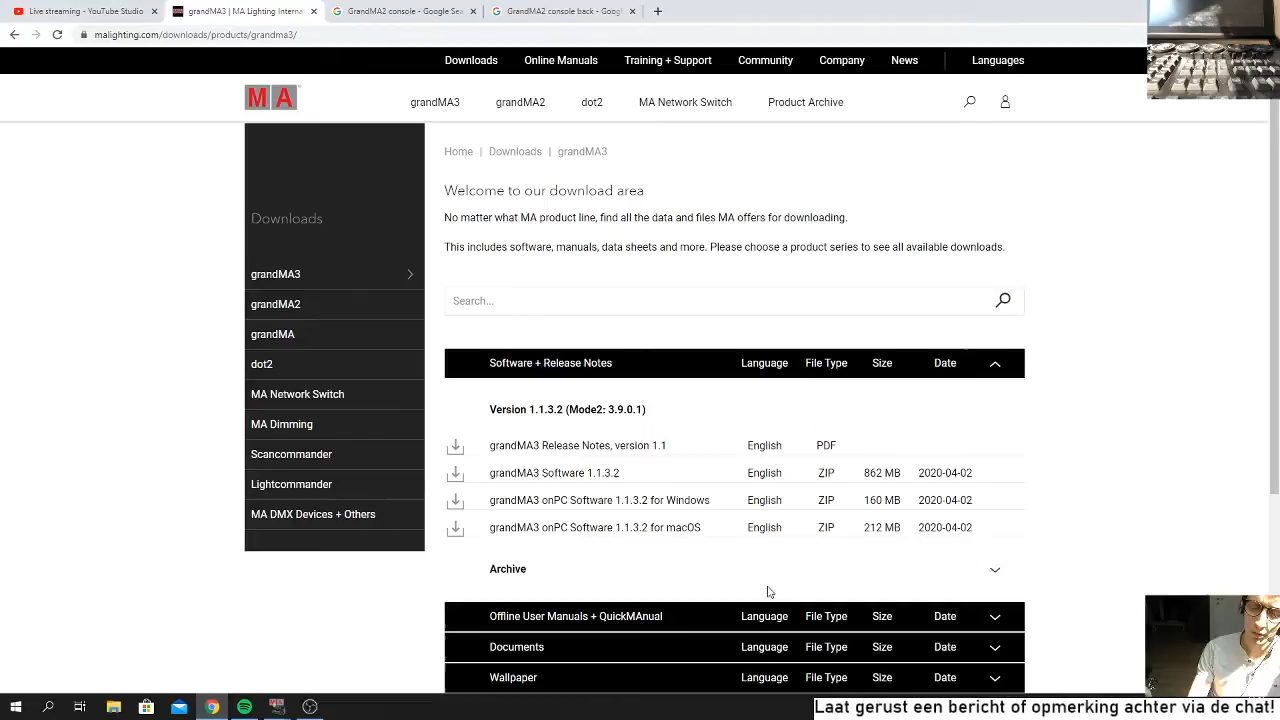 Live streaming - YouTube Studio
grandMA3 | MA Lighting Interna
GrandMA2 console - Google Sea
GrandMA2 console back - Google
malighting.com/downloads/products/grandma3/
Downloads Online Manuals Training + Support Community Company News Languages
MA grandMA3 grandMA2 dot2 MA Network Switch Product Archive
Home | Downloads | grandMA3
Welcome to our download area
No matter what MA product line, find all the data and files MA offers for downloading.
This includes software, manuals, data sheets and more. Please choose a product series to see all available downloads.
Downloads
grandMA3
grandMA2
grandMA
dot2
MA Network Switch
MA Dimming
Scancommander
Lightcommander
MA DMX Devices + Others
Search...
Software + Release Notes Language File Type Size Date
Version 1.1.3.2 (Mode2: 3.9.0.1)
grandMA3 Release Notes, version 1.1 English PDF
grandMA3 Software 1.1.3.2 English ZIP 862 MB 2020-04-02
grandMA3 onPC Software 1.1.3.2 for Windows English ZIP 160 MB 2020-04-02
grandMA3 onPC Software 1.1.3.2 for macOS English ZIP 212 MB 2020-04-02
Archive
Offline User Manuals + QuickMAnual Language File Type Size Date
Documents Language File Type Size Date
Wallpaper Language File Type Size Date
Laat gerust een bericht of opmerking achter via de chat!